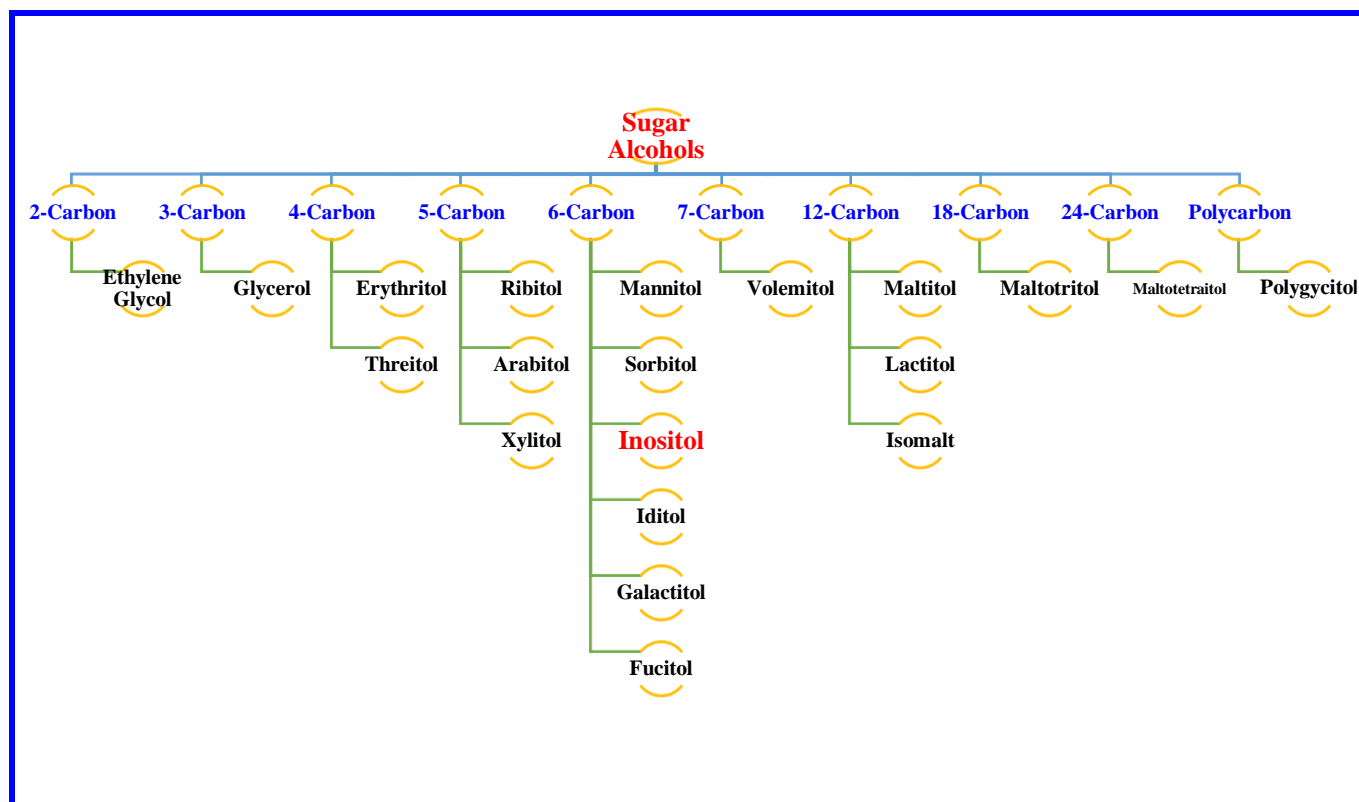 Sugar
Alcohols
2-Carbon
3-Carbon
4-Carbon
5-Carbon
6-Carbon
7-Carbon
12-Carbon
18-Carbon
24-Carbon
Polycarbon
Ethylene
Glycol
Glycerol
Erythritol
Ribitol
Mannitol
Volemitol
Maltitol
Maltotritol
Maltotetraitol
Polygycitol
Threitol
Arabitol
Sorbitol
Lactitol
Xylitol
Inositol
Isomalt
Iditol
Galactitol
Fucitol